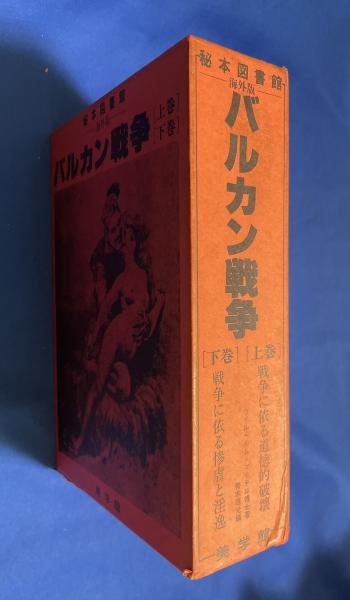 秘本図書館
海外版
バルカン戦争
[上巻]
[下巻]
美学館
秘本図書館
海外版
バルカン戦争
[上巻]
戦争に依る道徳的破壊
[下巻]
戦争に依る惨虐と淫逸
美学館